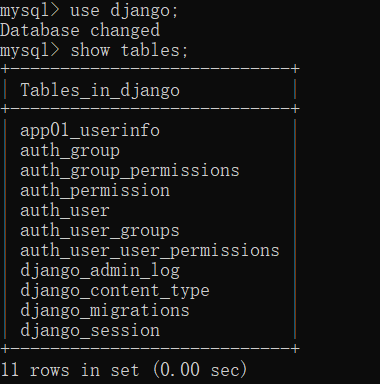 mysql> use django;
Database changed
mysql> show tables;
+----------------------------+
| Tables_in_django           |
+----------------------------+
| app01_userinfo             |
| auth_group                 |
| auth_group_permissions     |
| auth_permission            |
| auth_user                  |
| auth_user_groups           |
| auth_user_user_permissions |
| django_admin_log           |
| django_content_type        |
| django_migrations          |
| django_session             |
+----------------------------+
11 rows in set (0.00 sec)